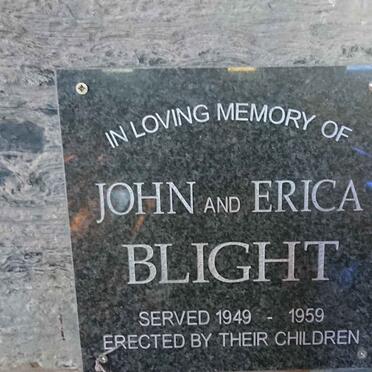 IN LOVING MEMORY OF
JOHN AND ERICA
BLIGHT
SERVED 1949 - 1959
ERECTED BY THEIR CHILDREN